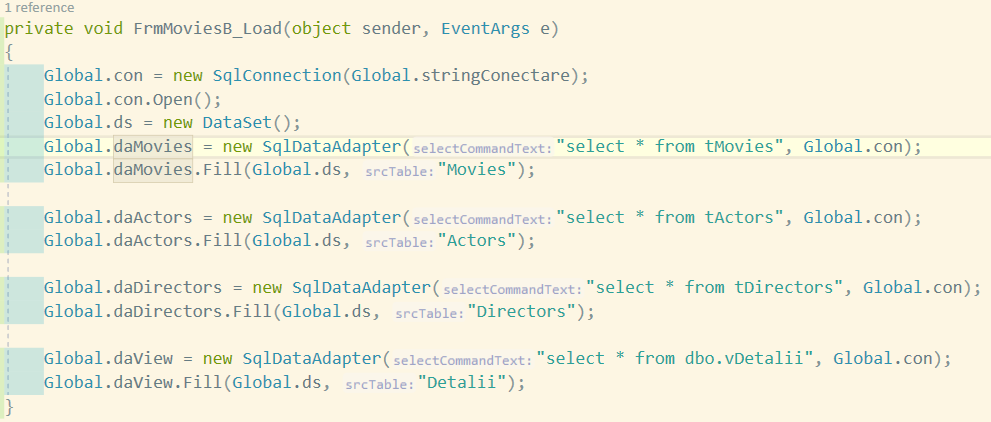 1 reference
private void FrmMoviesB_Load(object sender, EventArgs e)
{
Global.con = new SqlConnection(Global.stringConectare);
Global.con.Open();
Global.ds = new DataSet();
Global.daMovies = new SqlDataAdapter(selectCommandText:"select * from tMovies", Global.con);
Global.daMovies.Fill(Global.ds, srcTable:"Movies");
Global.daActors = new SqlDataAdapter(selectCommandText:"select * from tActors", Global.con);
Global.daActors.Fill(Global.ds, srcTable:"Actors");
Global.daDirectors = new SqlDataAdapter(selectCommandText:"select * from tDirectors", Global.con);
Global.daDirectors.Fill(Global.ds, srcTable:"Directors");
Global.daView = new SqlDataAdapter(selectCommandText:"select * from dbo.vDetalii", Global.con);
Global.daView.Fill(Global.ds, srcTable:"Detalii");
}